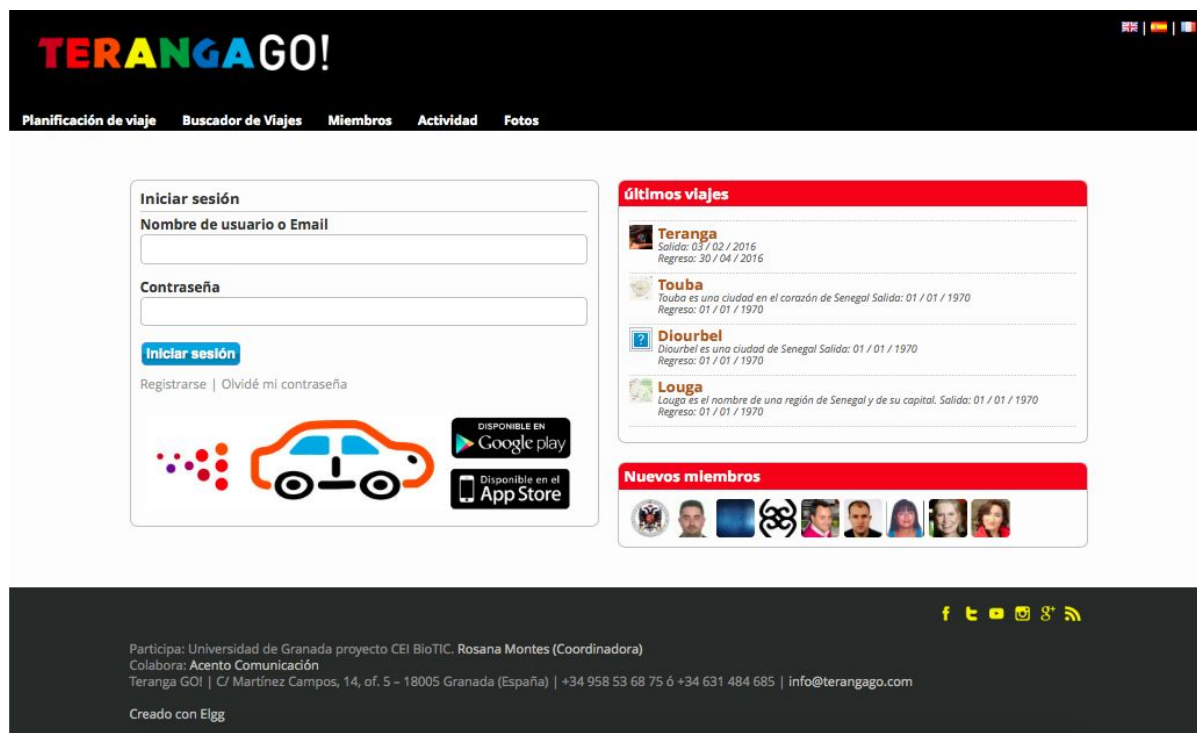 TERANGAGO!
| |
Planificación de viaje Buscador de Viajes Miembros Actividad Fotos
Iniciar sesión
Nombre de usuario o Email
Contraseña
Iniciar sesión
Registrarse | Olvidé mi contraseña
DISPONIBLE EN
Google play
Disponible en el
App Store
últimos viajes
Teranga
Salida: 03 / 02 / 2016
Regreso: 30 / 04 / 2016
Touba
Touba es una ciudad en el corazón de Senegal Salida: 01 / 01 / 1970
Regreso: 01 / 01 / 1970
?
Diourbel
Diourbel es una ciudad de Senegal Salida: 01 / 01 / 1970
Regreso: 01 / 01 / 1970
Louga
Louga es el nombre de una región de Senegal y de su capital. Salida: 01 / 01 / 1970
Regreso: 01 / 01 / 1970
Nuevos miembros
Participa: Universidad de Granada proyecto CEI BioTIC. Rosana Montes (Coordinadora)
Colabora: Acento Comunicación
Teranga GO! | C/ Martínez Campos, 14, of. 5 – 18005 Granada (España) | +34 958 53 68 75 ó +34 631 484 685 | info@terangago.com
Creado con Elgg